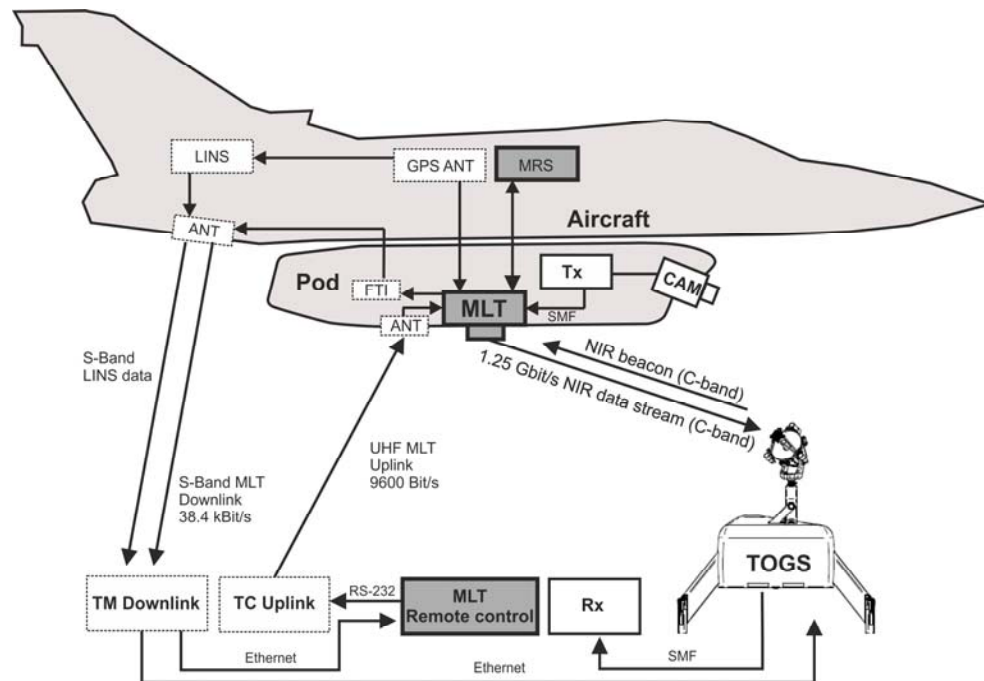 LINS
GPS ANT
MRS
ANT
Aircraft
Pod
Tx
CAM
FTI
MLT
SMF
ANT
NIR beacon (C-band)
1.25 Gbit/s NIR data stream (C-band)
S-Band
LINS data
UHF MLT
Uplink
9600 Bit/s
S-Band MLT
Downlink
38.4 kBit/s
TOGS
TM Downlink
TC Uplink
RS-232
MLT
Remote control
Rx
Ethernet
SMF
Ethernet